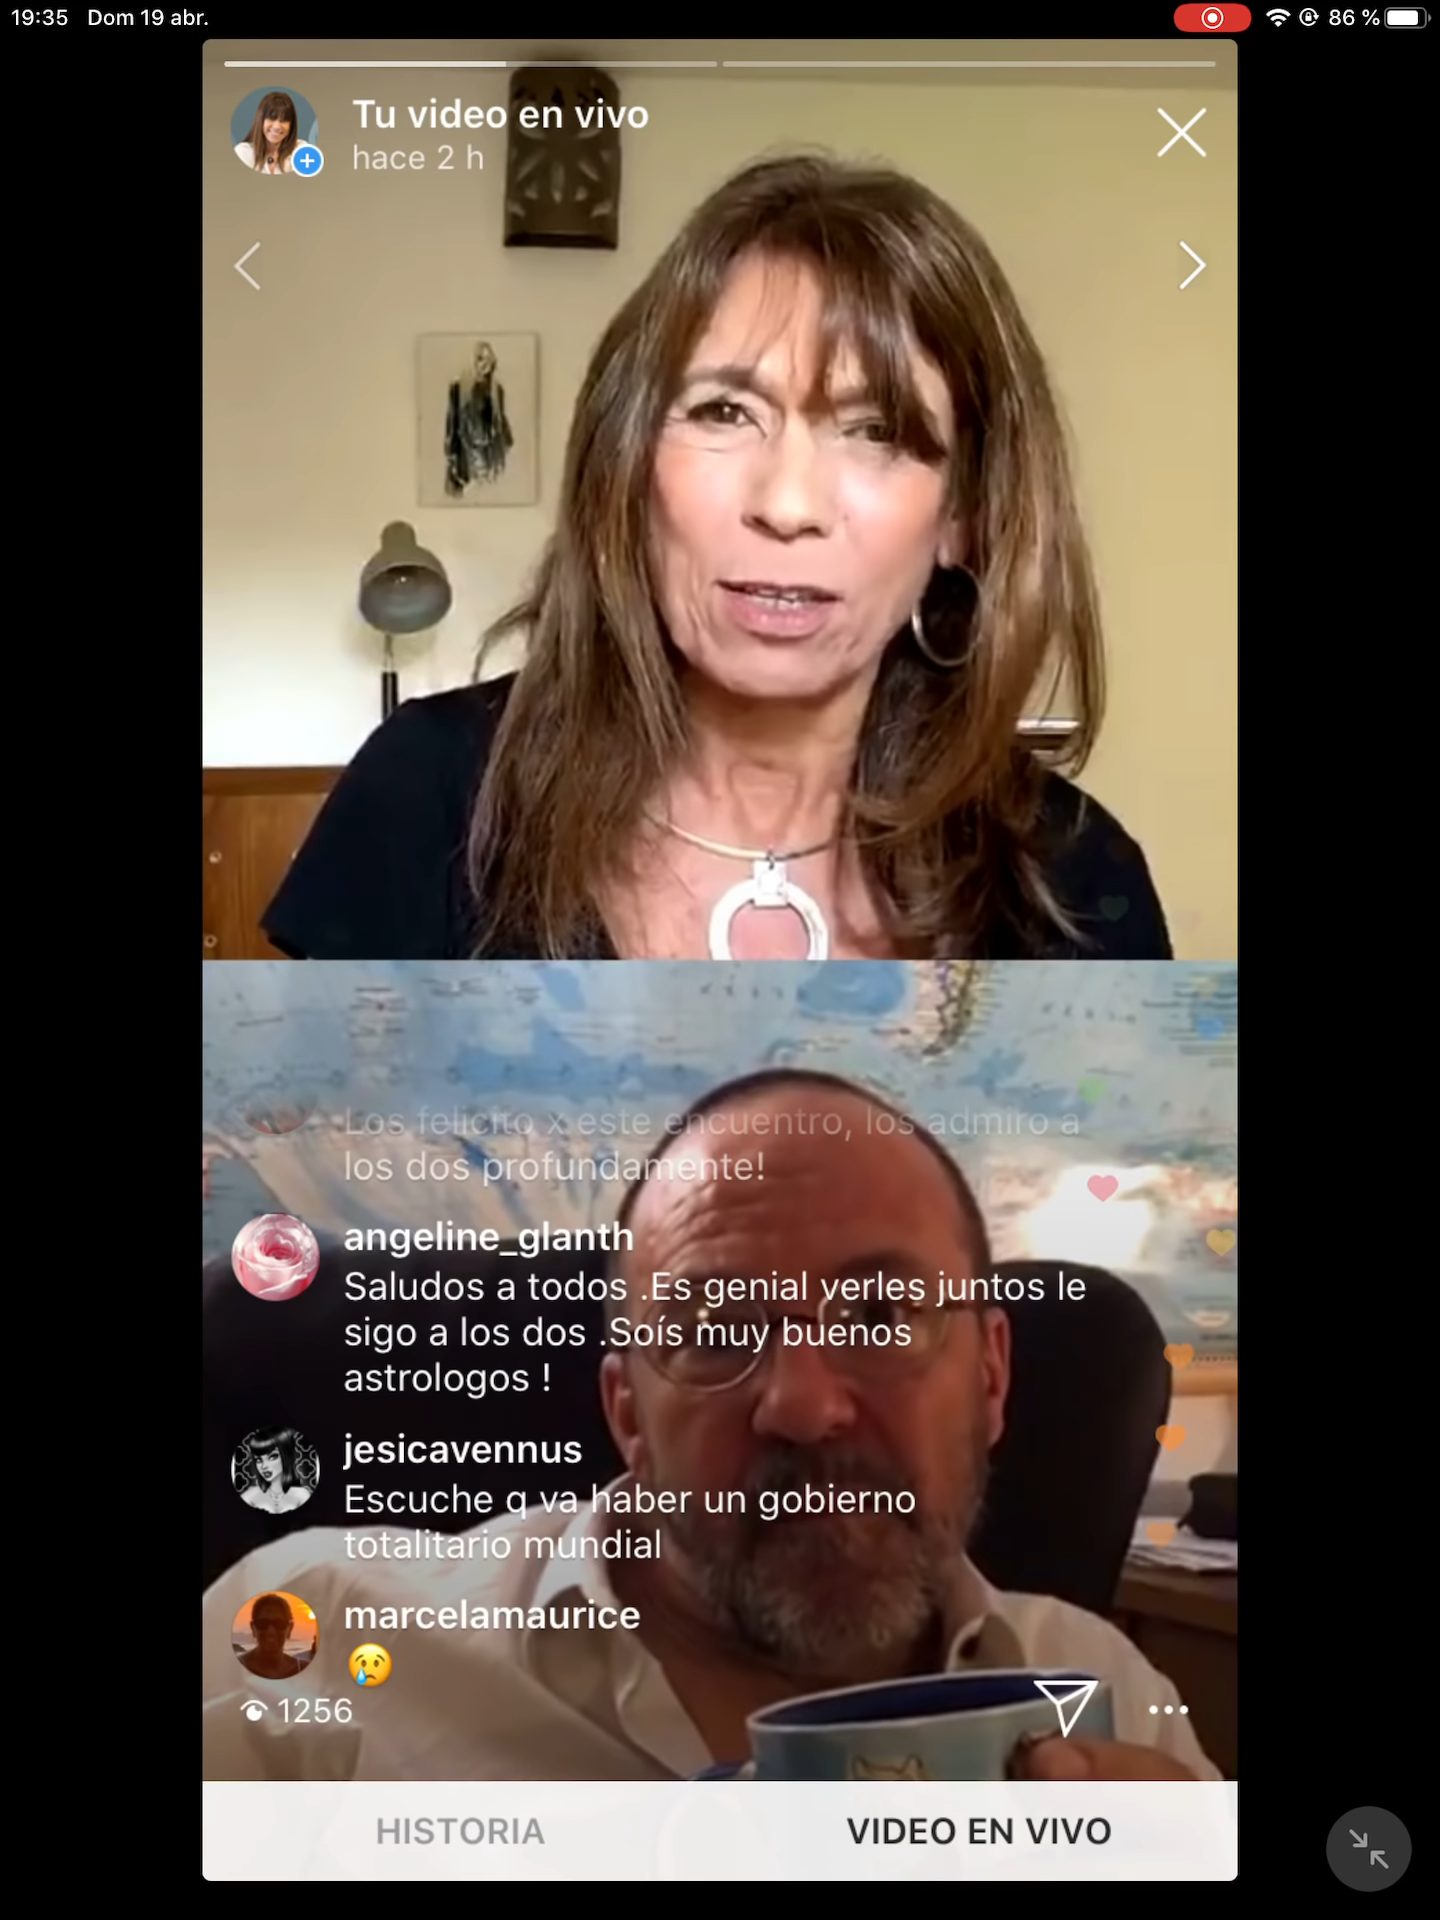 19:35 Dom 19 abr.
86 %
Tu video en vivo
hace 2 h
Los felicito x este encuentro, los admiro a
los dos profundamente!
angeline_glanth
Saludos a todos .Es genial verles juntos le
sigo a los dos .Soís muy buenos
astrologos !
jesicavennus
Escuche q va haber un gobierno
totalitario mundial
marcelamaurice
😢
1256
HISTORIA
VIDEO EN VIVO